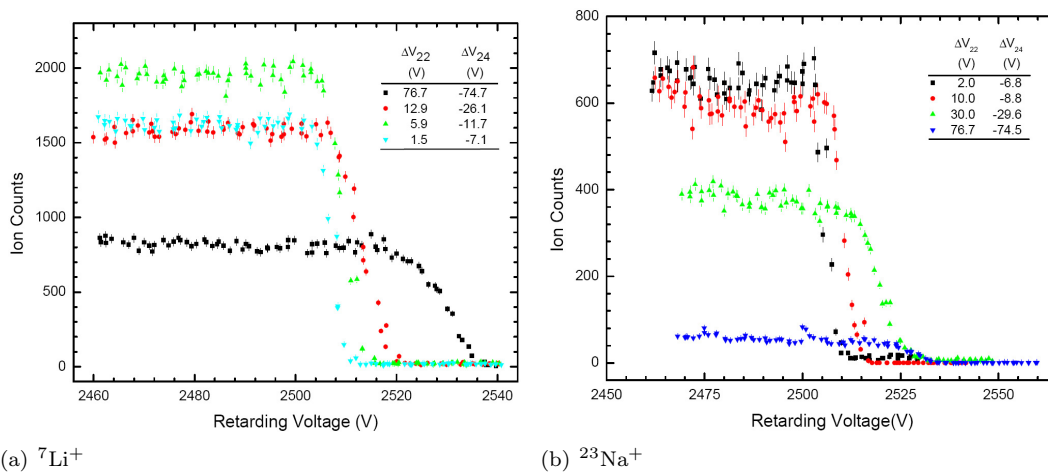 2000
1500
1000
500
0
Ion Counts
2460 2480 2500 2520 2540
Retarding Voltage (V)
ΔV22 ΔV24
(V) (V)
76.7 -74.7
12.9 -26.1
5.9 -11.7
1.5 -7.1
(a) ⁷Li⁺
800
600
400
200
0
Ion Counts
2450 2475 2500 2525 2550
Retarding Voltage(V)
ΔV22 ΔV24
(V) (V)
2.0 -6.8
10.0 -8.8
30.0 -29.6
76.7 -74.5
(b) ²³Na⁺